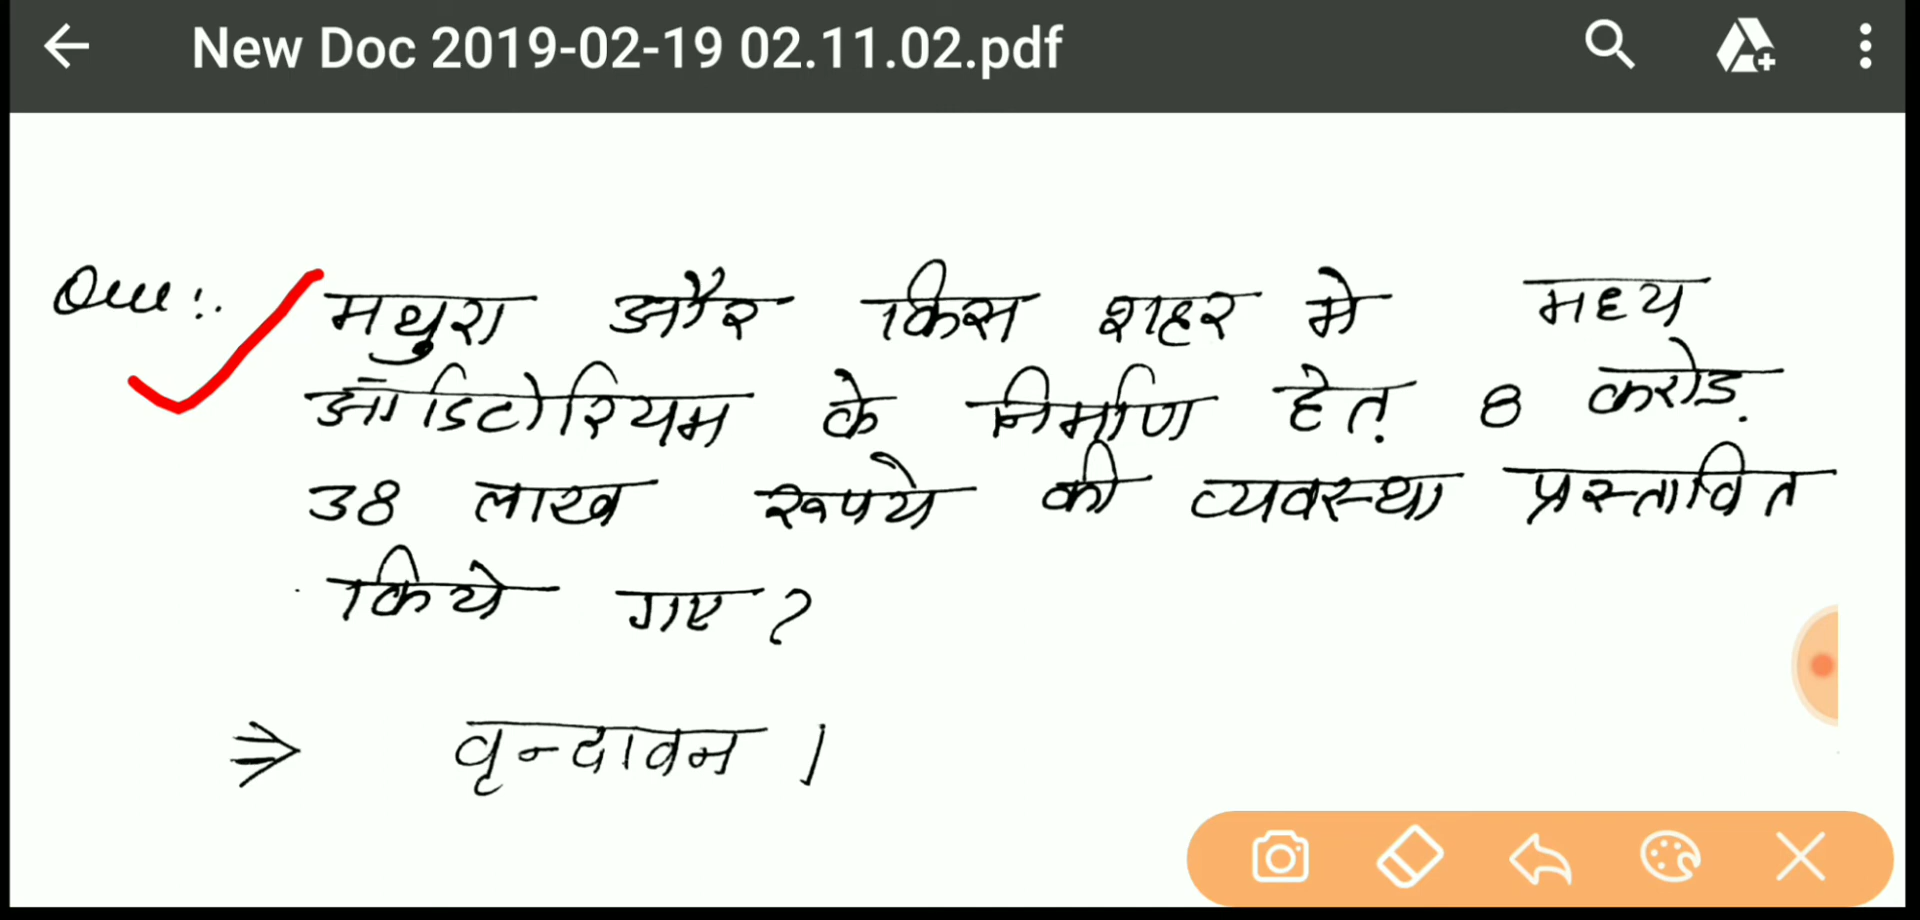 New Doc 2019-02-19 02.11.02.pdf
Que :. मथुरा और किस शहर मे मध्य
ऑडिटोरियम के निर्माण हेतु 8 करोड़
38 लाख रूपये की व्यवस्था प्रस्तावित
किये गए ?
⇒ वृन्दावन ।